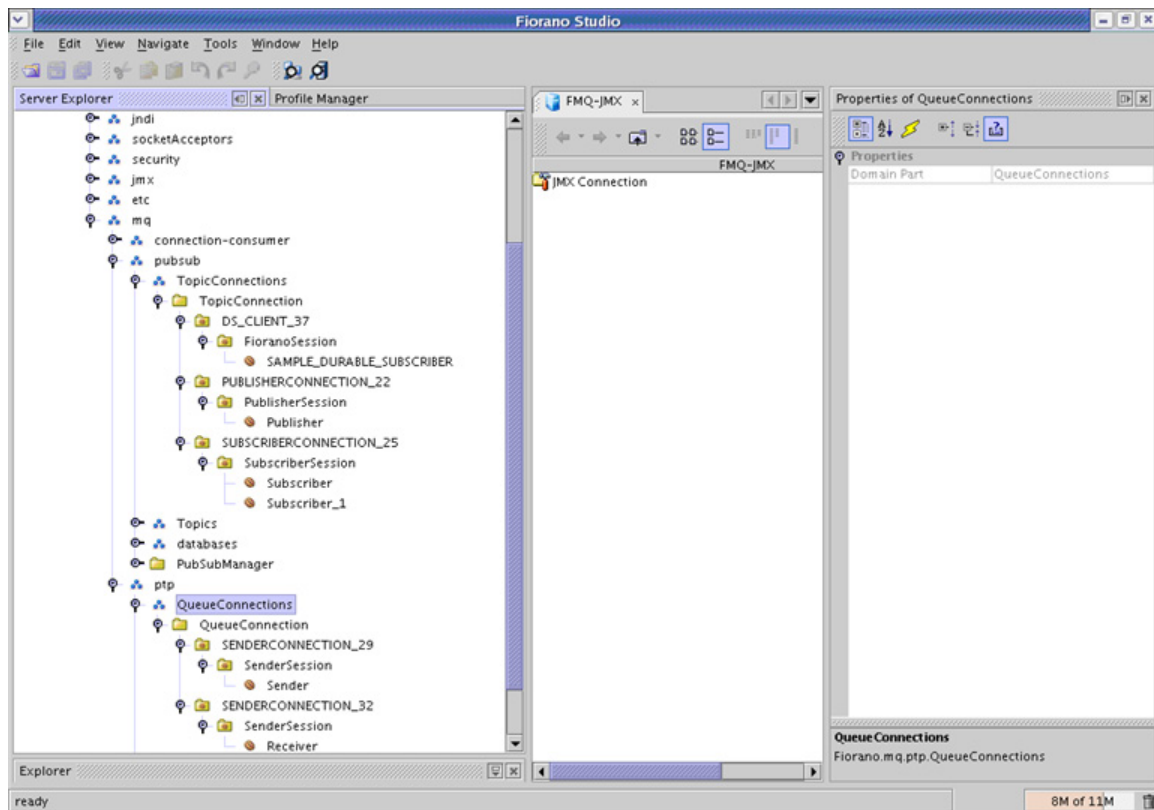 Fiorano Studio
File Edit View Navigate Tools Window Help
Server Explorer
Profile Manager
jndi
socketAcceptors
security
jmx
etc
mq
connection-consumer
pubsub
TopicConnections
TopicConnection
DS_CLIENT_37
FioranoSession
SAMPLE_DURABLE_SUBSCRIBER
PUBLISHERCONNECTION_22
PublisherSession
Publisher
SUBSCRIBERCONNECTION_25
SubscriberSession
Subscriber
Subscriber_1
Topics
databases
PubSubManager
ptp
QueueConnections
QueueConnection
SENDERCONNECTION_29
SenderSession
Sender
SENDERCONNECTION_32
SenderSession
Receiver
Explorer
FMQ-JMX
FMQ-JMX
JMX Connection
Properties of QueueConnections
Properties
Domain Part QueueConnections
QueueConnections
Fiorano.mq.ptp.QueueConnections
ready
8M of 11M